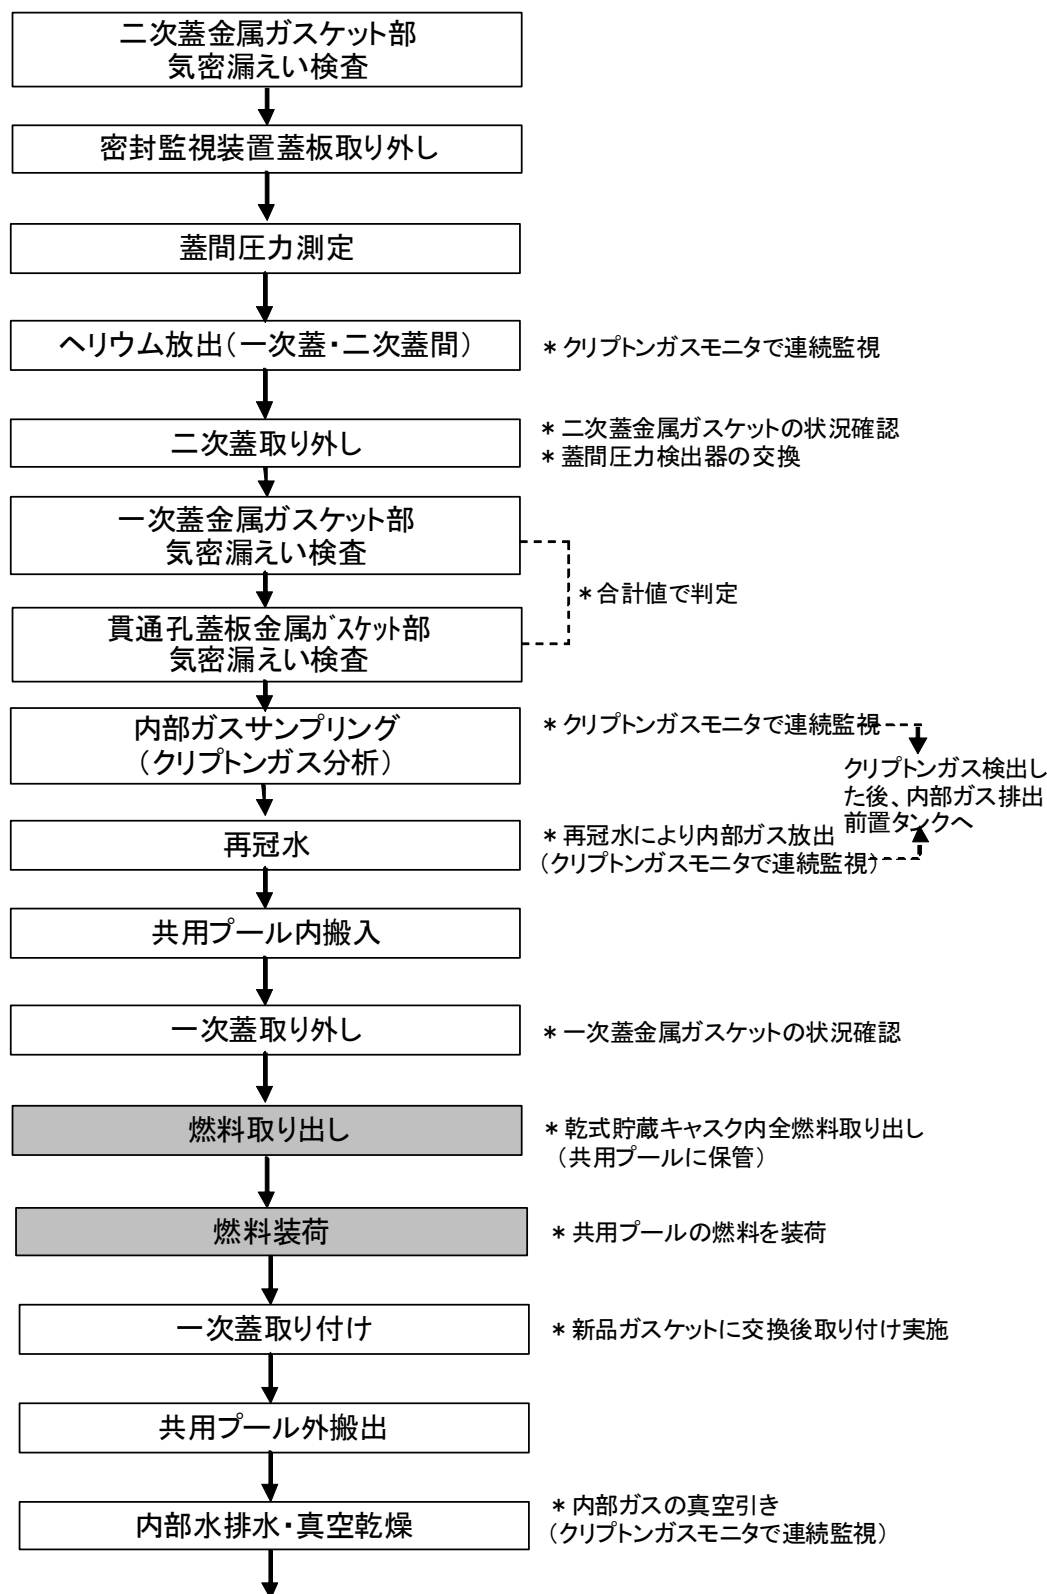 二次蓋金属ガスケット部
気密漏えい検査
密封監視装置蓋板取り外し
蓋間圧力測定
ヘリウム放出(一次蓋・二次蓋間)
*クリプトンガスモニタで連続監視
二次蓋取り外し
*二次蓋金属ガスケットの状況確認
*蓋間圧力検出器の交換
一次蓋金属ガスケット部
気密漏えい検査
*合計値で判定
貫通孔蓋板金属ガスケット部
気密漏えい検査
内部ガスサンプリング
(クリプトンガス分析)
*クリプトンガスモニタで連続監視
クリプトンガス検出し
た後、内部ガス排出
前置タンクへ
再冠水
*再冠水により内部ガス放出
(クリプトンガスモニタで連続監視)
共用プール内搬入
一次蓋取り外し
*一次蓋金属ガスケットの状況確認
燃料取り出し
*乾式貯蔵キャスク内全燃料取り出し
(共用プールに保管)
燃料装荷
*共用プールの燃料を装荷
一次蓋取り付け
*新品ガスケットに交換後取り付け実施
共用プール外搬出
内部水排水・真空乾燥
*内部ガスの真空引き
(クリプトンガスモニタで連続監視)